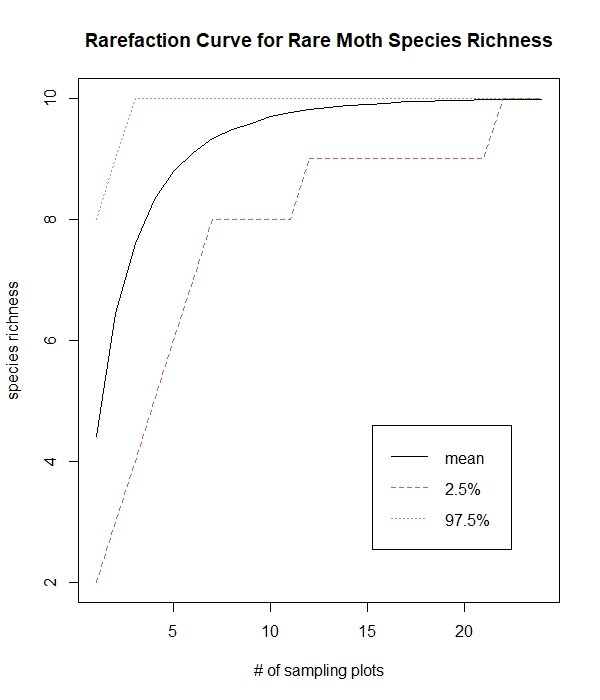 Rarefaction Curve for Rare Moth Species Richness
10
8
6
4
2
species richness
mean
2.5%
97.5%
5 10 15 20
# of sampling plots